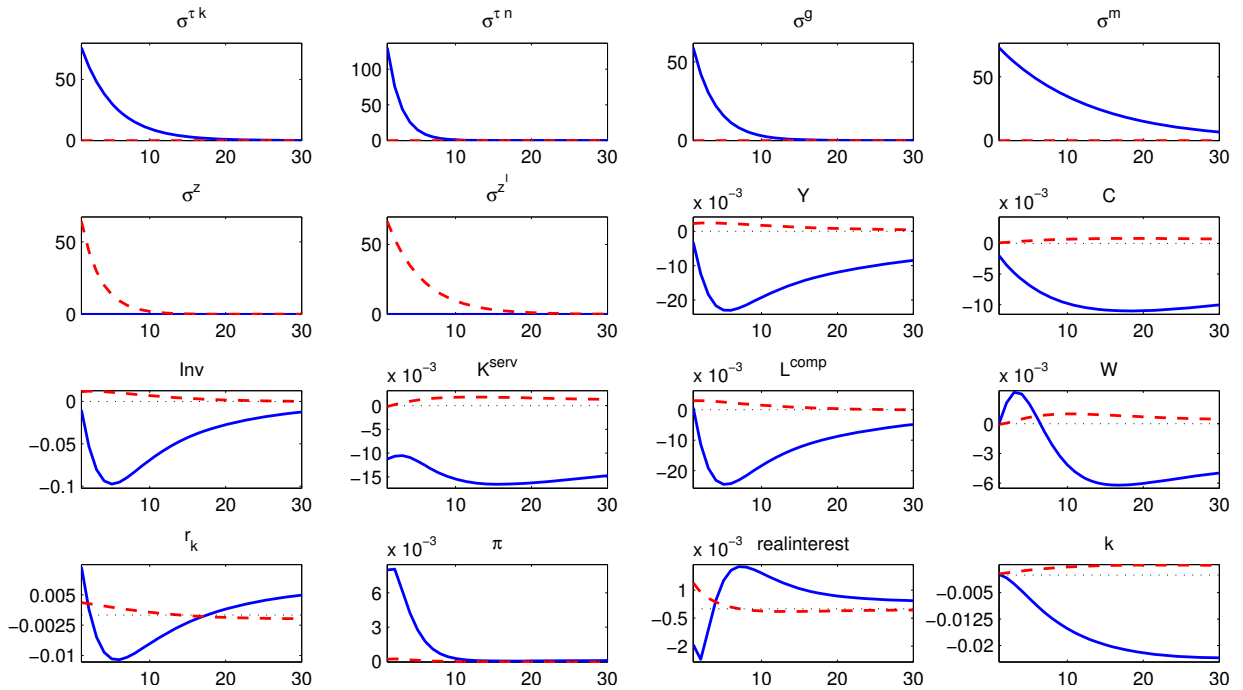 σ^{τ k} σ^{τ n} σ^g σ^m
50 100 50 0 50 0 50 0
0
10 20 30 10 20 30 10 20 30 10 20 30
σ^z σ^{z^I} Y C
x 10^{−3} x 10^{−3}
50 0 50 0 0 −10 −20 0 −5 −10
10 20 30 10 20 30 10 20 30 10 20 30
Inv K^{serv} L^{comp} W
x 10^{−3} x 10^{−3} x 10^{−3}
0 −0.05 −0.1 0 −5 −10 −15 0 −10 −20 3 0 −3 −6
10 20 30 10 20 30 10 20 30 10 20 30
r_k π realinterest k
x 10^{−3} x 10^{−3}
0.005 −0.0025 −0.01 6 3 0 1 −0.5 −2 −0.005 −0.0125 −0.02
10 20 30 10 20 30 10 20 30 10 20 30